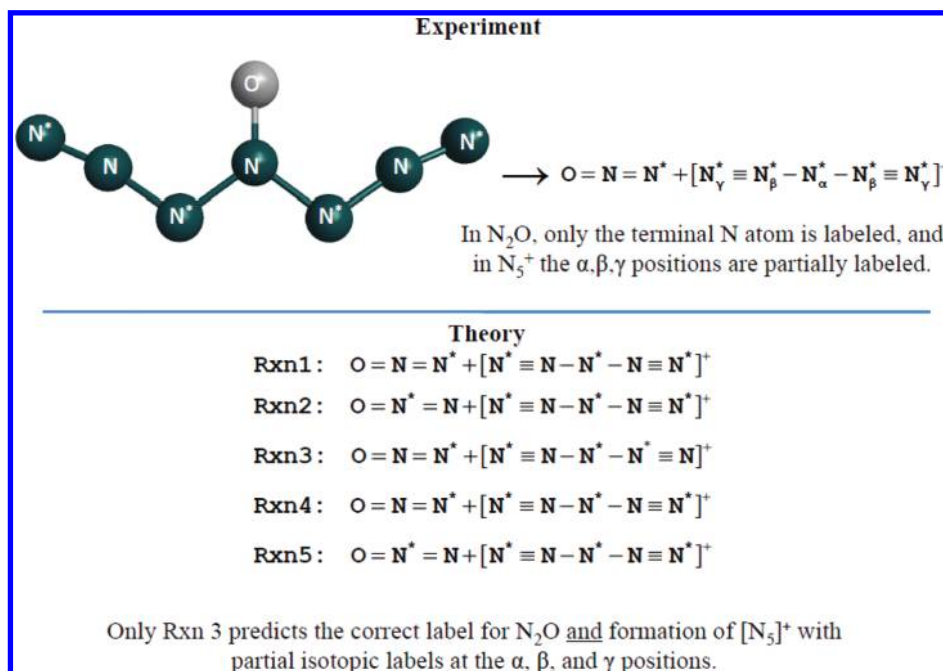 Experiment
O
N* N N* N N* N N*
→ O = N = N* + [N*γ ≡ N*β − N*α − N*β ≡ N*γ]
In N₂O, only the terminal N atom is labeled, and
in N₅⁺ the α,β,γ positions are partially labeled.
Theory
Rxn1: O = N = N* + [N* ≡ N − N* − N ≡ N*]⁺
Rxn2: O = N* = N + [N* ≡ N − N* − N ≡ N*]⁺
Rxn3: O = N = N* + [N* ≡ N − N* − N* ≡ N]⁺
Rxn4: O = N = N* + [N* ≡ N − N* − N ≡ N*]⁺
Rxn5: O = N* = N + [N* ≡ N − N* − N ≡ N*]⁺
Only Rxn 3 predicts the correct label for N₂O and formation of [N₅]⁺ with
partial isotopic labels at the α, β, and γ positions.